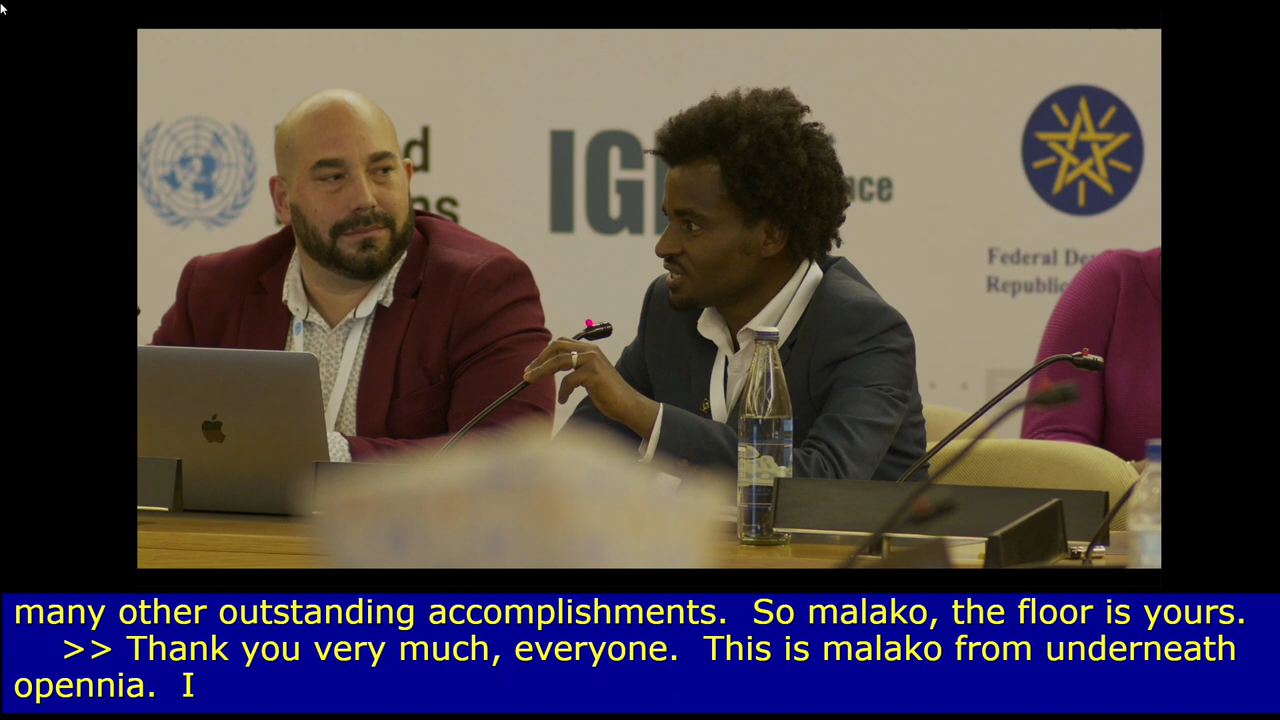 IG
Federal De
Republic
many other outstanding accomplishments.  So malako, the floor is yours.
>> Thank you very much, everyone.  This is malako from underneath
opennia.  I